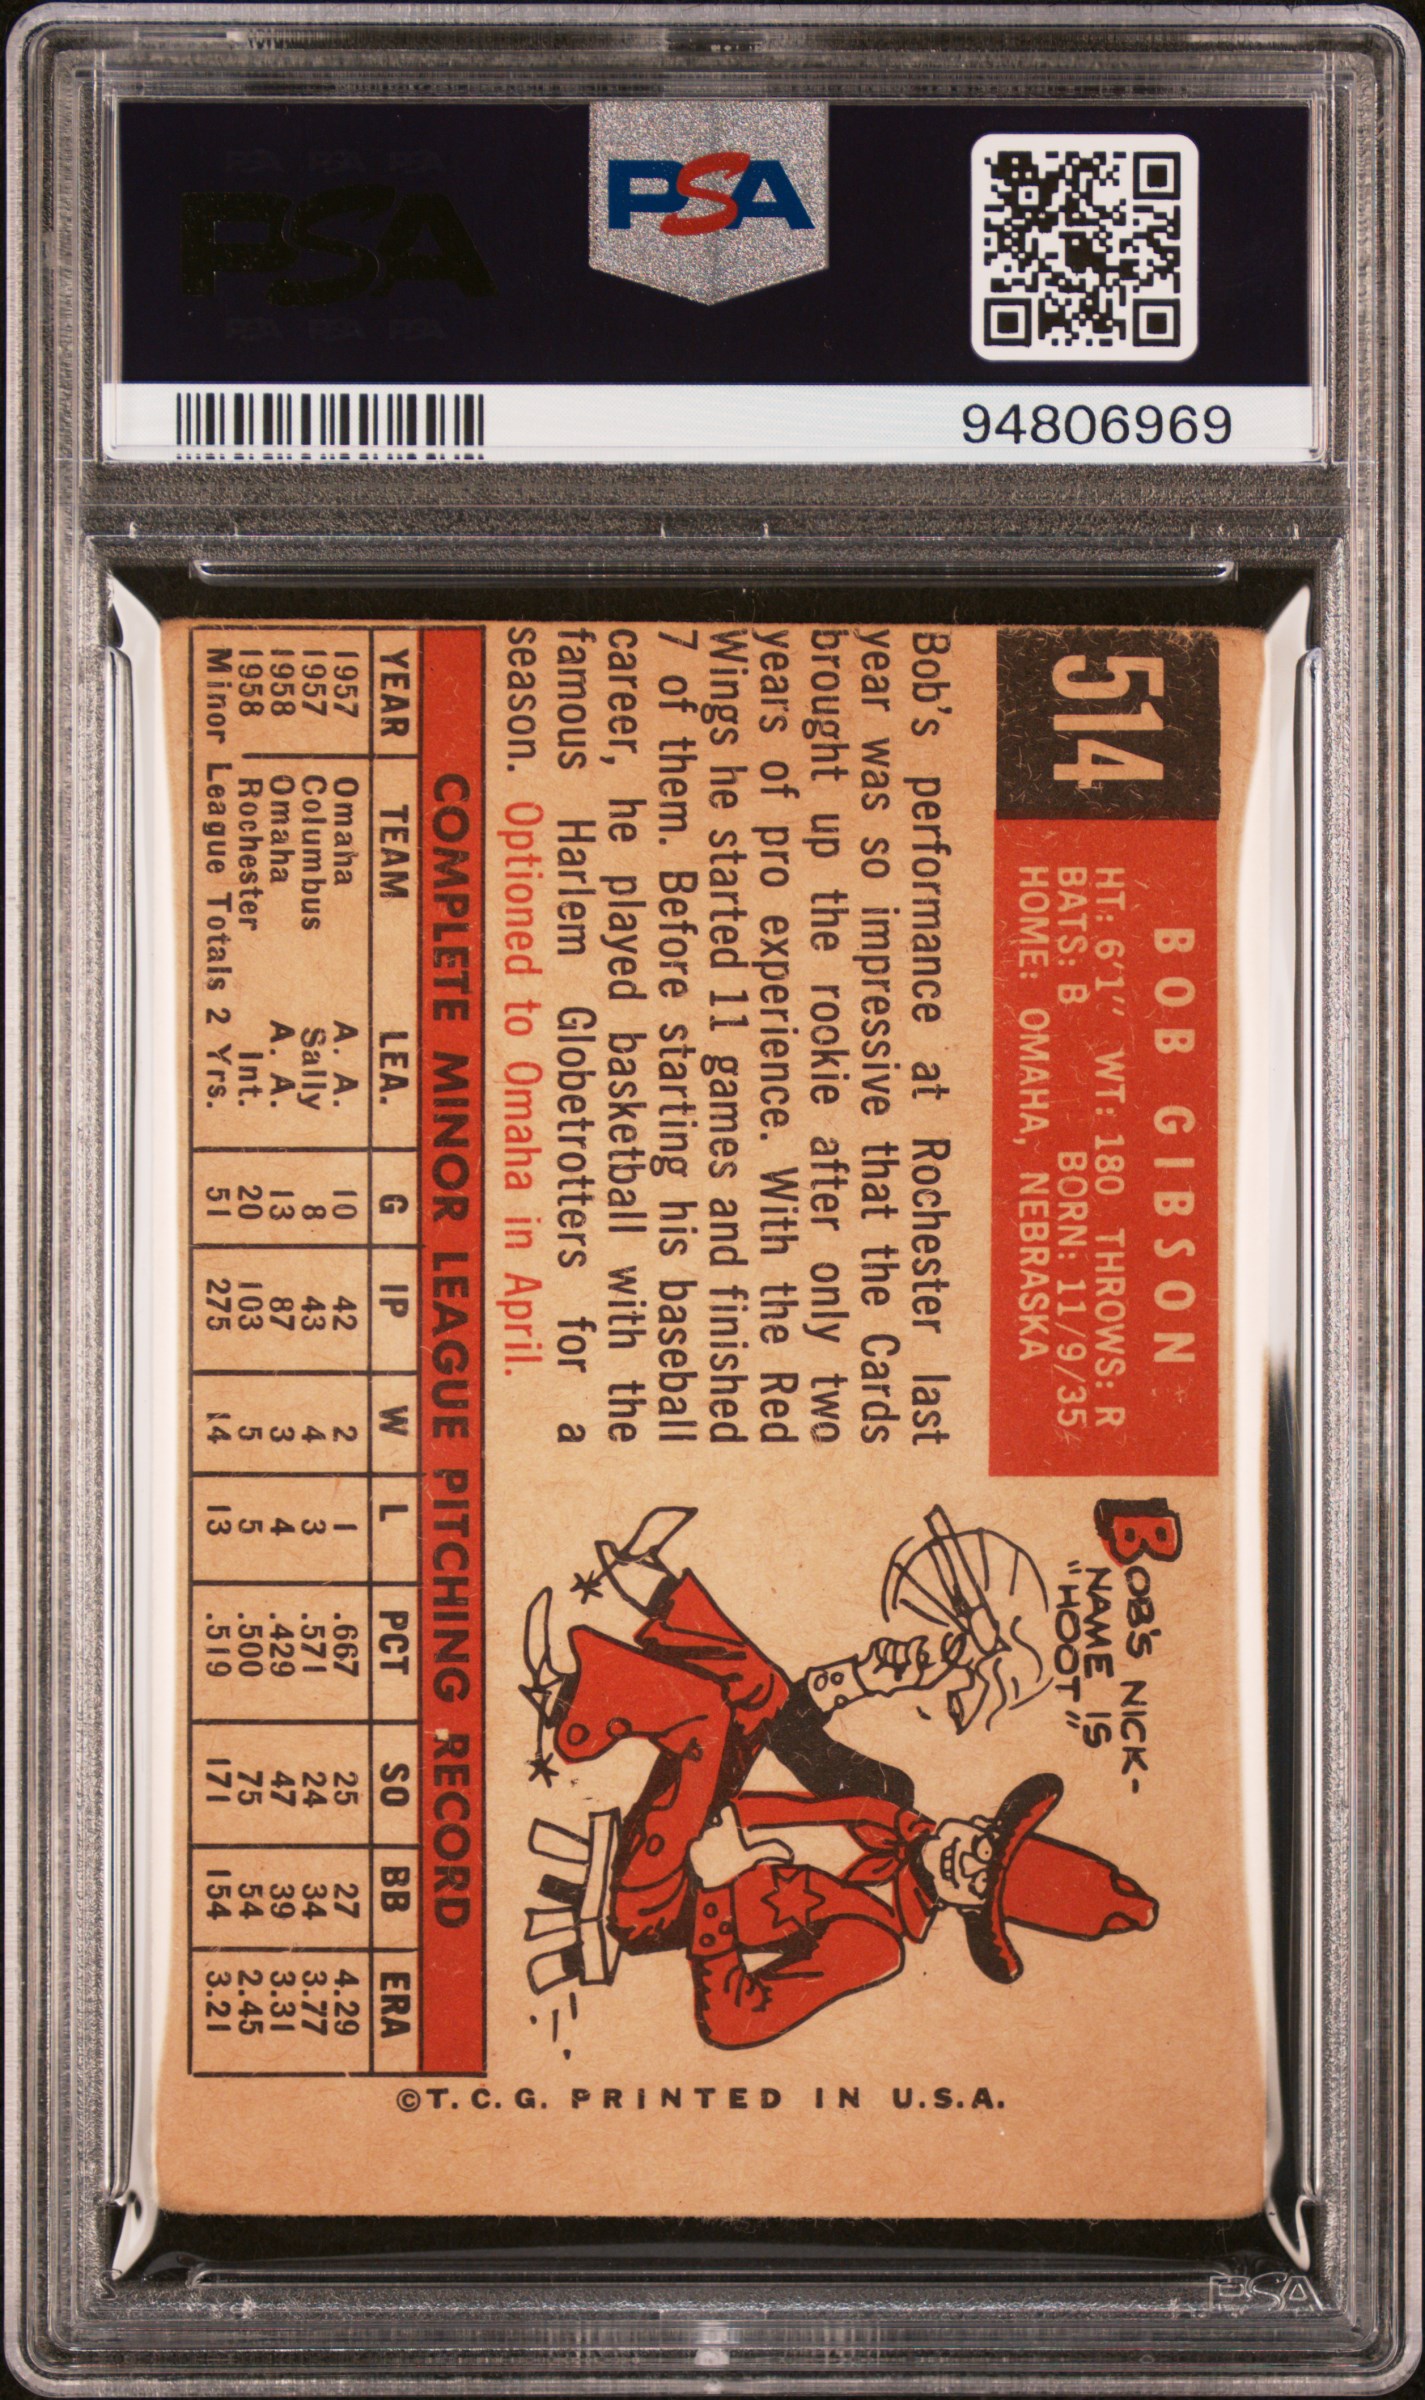 PSA PSA PSA
PSA
PSA PSA PSA
PSA
94806969
514
BOB GIBSON
HT: 6'1" WT: 180 THROWS: R
BATS: B BORN: 11/9/35
HOME: OMAHA, NEBRASKA
Bob's performance at Rochester last
year was so impressive that the Cards
brought up the rookie after only two
years of pro experience. With the Red
Wings he started 11 games and finished
7 of them. Before starting his baseball
career, he played basketball with the
famous Harlem Globetrotters for a
season. Optioned to Omaha in April.
BOB'S NICK-
NAME IS
"HOOT"
COMPLETE MINOR LEAGUE PITCHING RECORD
YEAR TEAM LEA. G IP W L PCT SO BB ERA
1957 Omaha A. A. 10 42 2 1 .667 25 27 4.29
1957 Columbus Sally 8 43 4 3 .571 24 34 3.77
1958 Omaha A. A. 13 87 3 4 .429 47 39 3.31
1958 Rochester Int. 20 103 5 5 .500 75 54 2.45
Minor League Totals 2 Yrs. 51 275 14 13 .519 171 154 3.21
©T. C. G. PRINTED IN U.S.A.
PSA